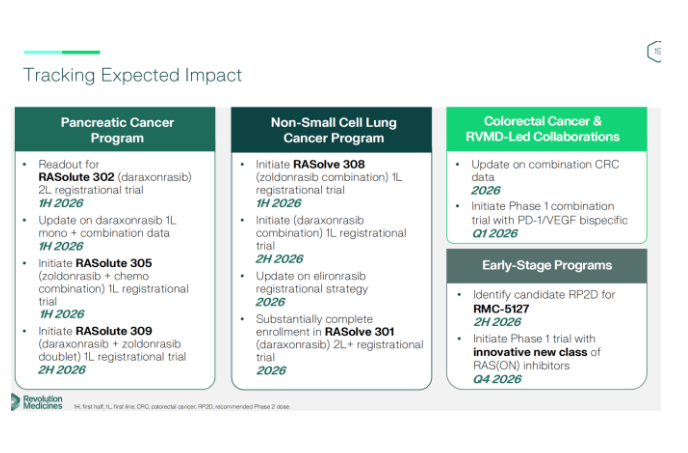 19
Tracking Expected Impact
Pancreatic Cancer
Program
• Readout for
RASolute 302 (daraxonrasib)
2L registrational trial
1H 2026
• Update on daraxonrasib 1L
mono + combination data
1H 2026
• Initiate RASolute 305
(zoldonrasib + chemo
combination) 1L registrational
trial
1H 2026
• Initiate RASolute 309
(daraxonrasib + zoldonrasib
doublet) 1L registrational trial
2H 2026
Non-Small Cell Lung
Cancer Program
• Initiate RASolve 308
(zoldonrasib combination) 1L
registrational trial
1H 2026
• Initiate (daraxonrasib
combination) 1L registrational
trial
2H 2026
• Update on elironrasib
registrational strategy
2026
• Substantially complete
enrollment in RASolve 301
(daraxonrasib) 2L+ registrational
trial
2026
Colorectal Cancer &
RVMD-Led Collaborations
• Update on combination CRC
data
2026
• Initiate Phase 1 combination
trial with PD-1/VEGF bispecific
Q1 2026
Early-Stage Programs
• Identify candidate RP2D for
RMC-5127
2H 2026
• Initiate Phase 1 trial with
innovative new class of
RAS(ON) inhibitors
Q4 2026
Revolution
Medicines
1H, first half; 1L, first line; CRC, colorectal cancer; RP2D, recommended Phase 2 dose.